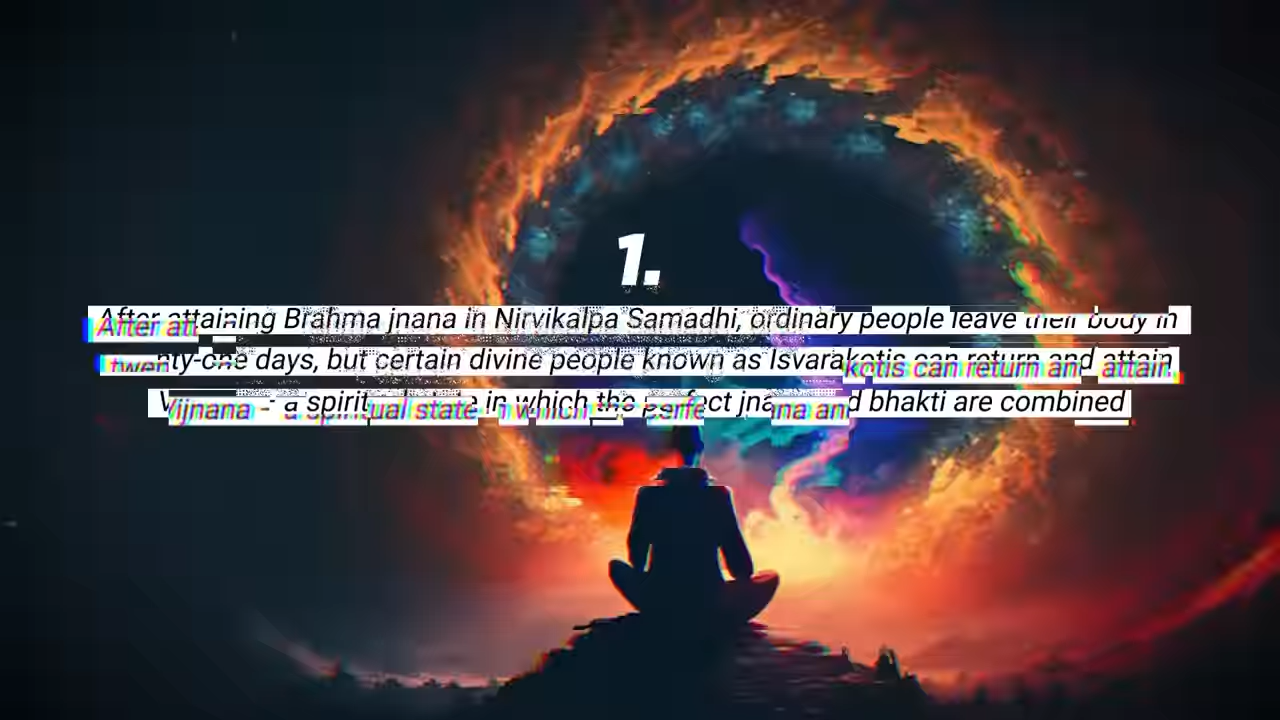 1.
After attaining Brahma jnana in Nirvikalpa Samadhi, ordinary people leave their body in
twenty-one days, but certain divine people known as Isvarakotis can return and attain
Vijnana - a spiritual state in which the perfect jnana and bhakti are combined